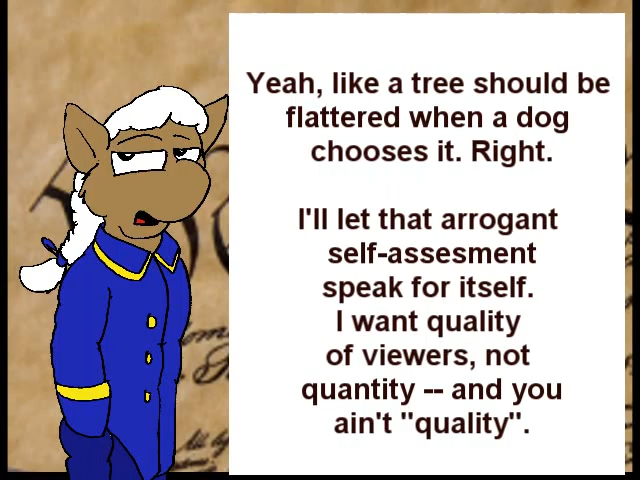 Yeah, like a tree should be
flattered when a dog
chooses it. Right.
I'll let that arrogant
self-assesment
speak for itself.
I want quality
of viewers, not
quantity -- and you
ain't "quality".